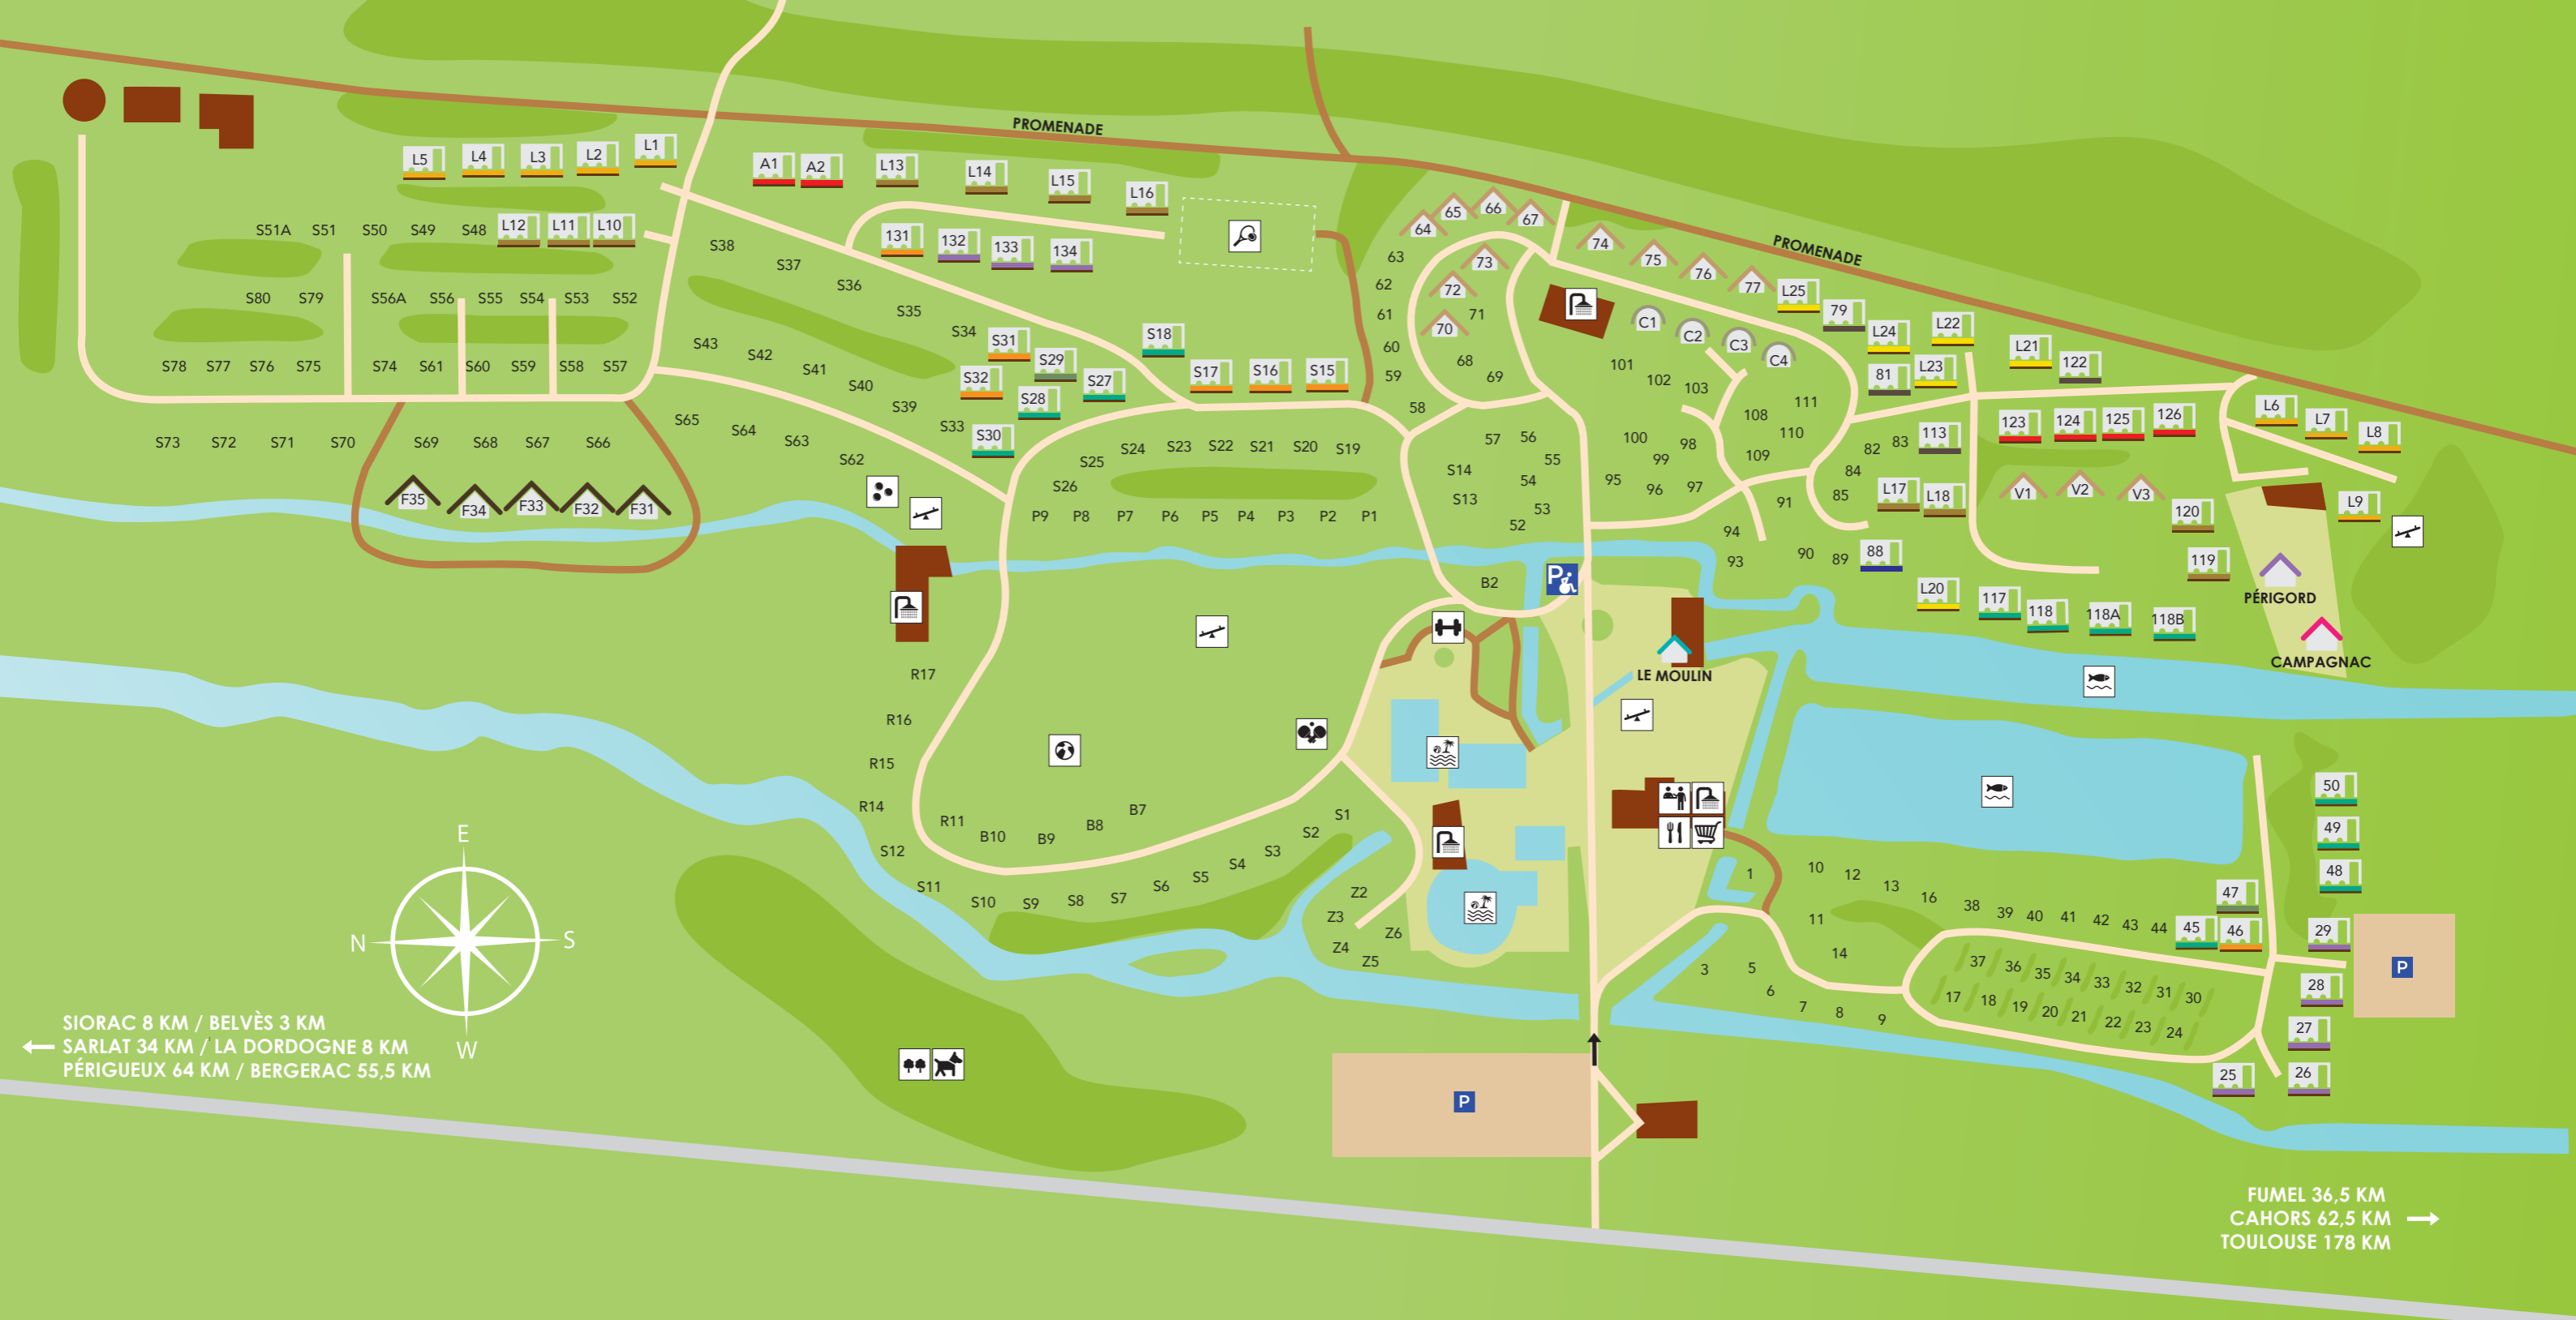 PROMENADE
L5 L4 L3 L2 L1
A1 A2 L13 L14 L15 L16
S51A S51 S50 S49 S48 L12 L11 L10
131 132 133 134
S38 S37 S36 S35 S34
S80 S79 S56A S56 S55 S54 S53 S52
S78 S77 S76 S75 S74 S61 S60 S59 S58 S57
S43 S42 S41 S40 S39 S33
S31 S29 S32 S28 S27 S30
S18 S17 S16 S15
S73 S72 S71 S70 S69 S68 S67 S66
S65 S64 S63 S62
F35 F34 F33 F32 F31
S26 S25 S24 S23 S22 S21 S20 S19
P9 P8 P7 P6 P5 P4 P3 P2 P1
64 65 66 67
63 62 61 60 59 58
73 72 70 71 68 69
74 75 76 77 L25 79
PROMENADE
C1 C2 C3 C4
101 102 103
108 111 110 109
100 99 98 95 96 97
57 56 55 54 53 52
S14 S13
L24 L22 81 L23 L21 122
82 83 113 84 85 L17 L18
123 124 125 126
L6 L7 L8 L9
V1 V2 V3 120 119
91 94 93 90 89 88
L20 117 118 118A 118B
PÉRIGORD
CAMPAGNAC
B2
P
LE MOULIN
R17
R16
R15
R14
R11 B10 B9 B8 B7
S12 S11 S10 S9 S8 S7 S6 S5 S4 S3 S2 S1
Z2 Z3 Z4 Z5 Z6
1 10 12 13 16 38 39 40 41 42 43 44 45 46 47
11 14
3 5 6 7 8 9
37 36 35 34 33 32 31 30
17 18 19 20 21 22 23 24
50
49
48
29
28
27
25 26
P
P
E
N S
W
SIORAC 8 KM / BELVÈS 3 KM
SARLAT 34 KM / LA DORDOGNE 8 KM
PÉRIGUEUX 64 KM / BERGERAC 55,5 KM
FUMEL 36,5 KM
CAHORS 62,5 KM
TOULOUSE 178 KM